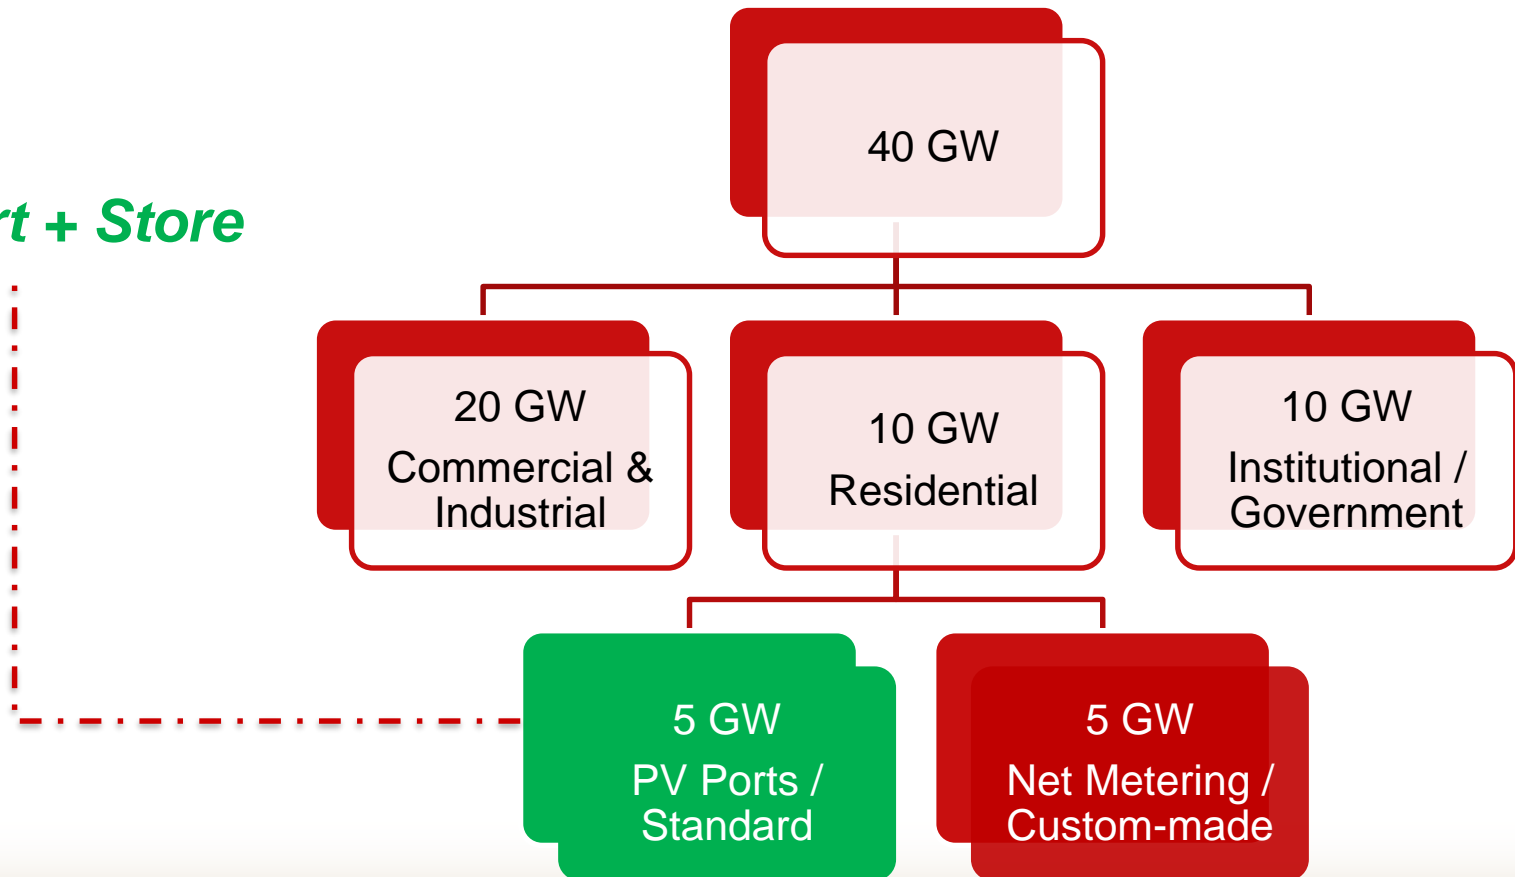 40 GW
rt + Store
20 GW
Commercial &
Industrial
10 GW
Residential
10 GW
Institutional /
Government
5 GW
PV Ports /
Standard
5 GW
Net Metering /
Custom-made